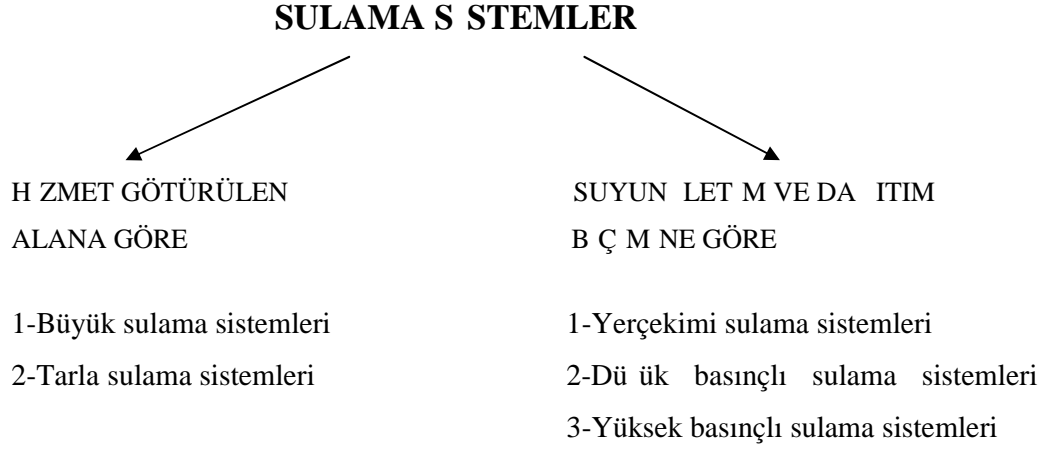 SULAMA S STEMLER
H ZMET GÖTÜRÜLEN
ALANA GÖRE
1-Büyük sulama sistemleri
2-Tarla sulama sistemleri
SUYUN LET M VE DA ITIM
B Ç M NE GÖRE
1-Yerçekimi sulama sistemleri
2-Dü ük basınçlı sulama sistemleri
3-Yüksek basınçlı sulama sistemleri